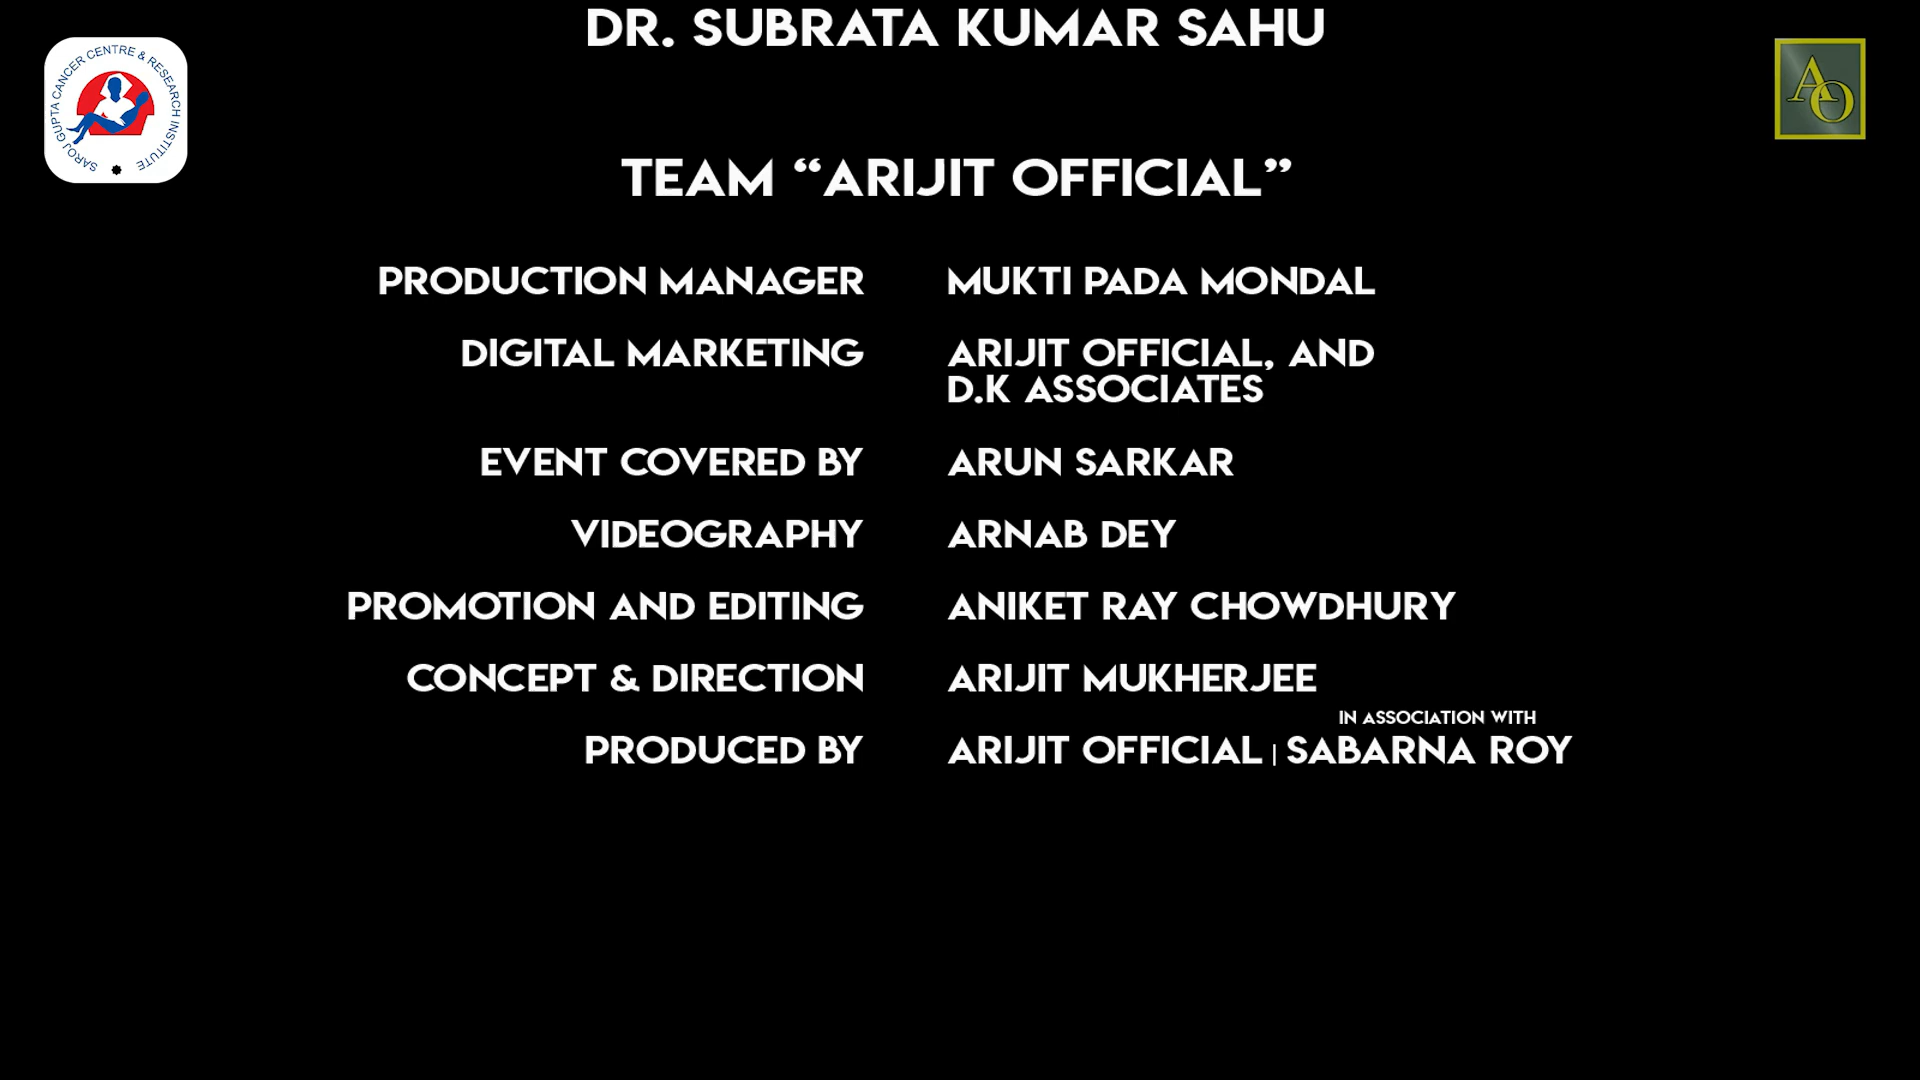 DR. SUBRATA KUMAR SAHU
SAROJ GUPTA CANCER CENTRE & RESEARCH INSTITUTE
AO
TEAM “ARIJIT OFFICIAL”
PRODUCTION MANAGER MUKTI PADA MONDAL
DIGITAL MARKETING ARIJIT OFFICIAL, AND
D.K ASSOCIATES
EVENT COVERED BY ARUN SARKAR
VIDEOGRAPHY ARNAB DEY
PROMOTION AND EDITING ANIKET RAY CHOWDHURY
CONCEPT & DIRECTION ARIJIT MUKHERJEE
IN ASSOCIATION WITH
PRODUCED BY ARIJIT OFFICIAL | SABARNA ROY